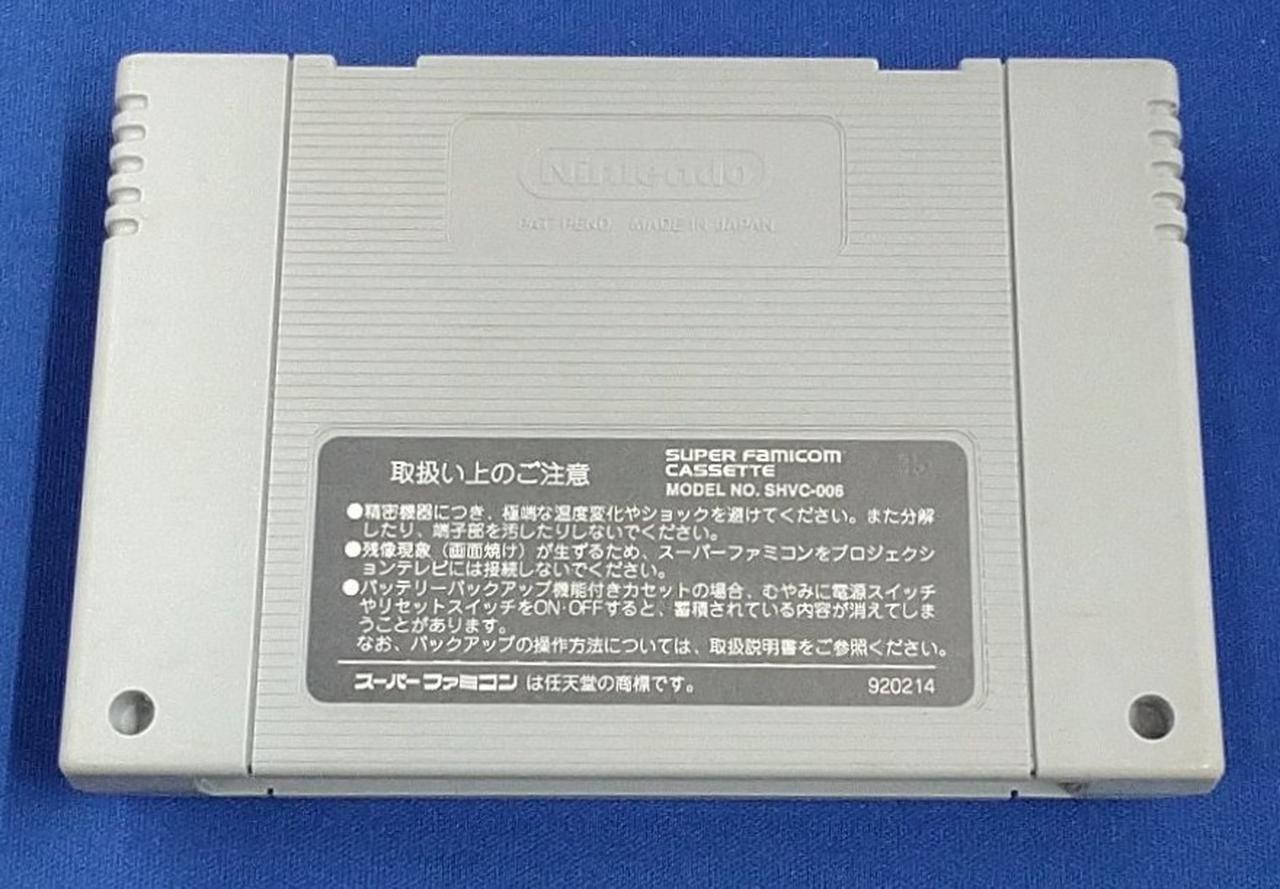 Nintendo
PAT. PEND. MADE IN JAPAN
取扱い上のご注意
SUPER FAMICOM
CASSETTE
MODEL NO. SHVC-006
●精密機器につき、極端な温度変化やショックを避けてください。また分解
したり、端子部を汚したりしないでください。
●残像現象（画面焼け）が生ずるため、スーパーファミコンをプロジェクシ
ョンテレビには接続しないでください。
●バッテリーバックアップ機能付きカセットの場合、むやみに電源スイッチ
やリセットスイッチをON·OFFすると、蓄積されている内容が消えてしま
うことがあります。
なお、バックアップの操作方法については、取扱説明書をご参照ください。
スーパーファミコン は任天堂の商標です。
920214